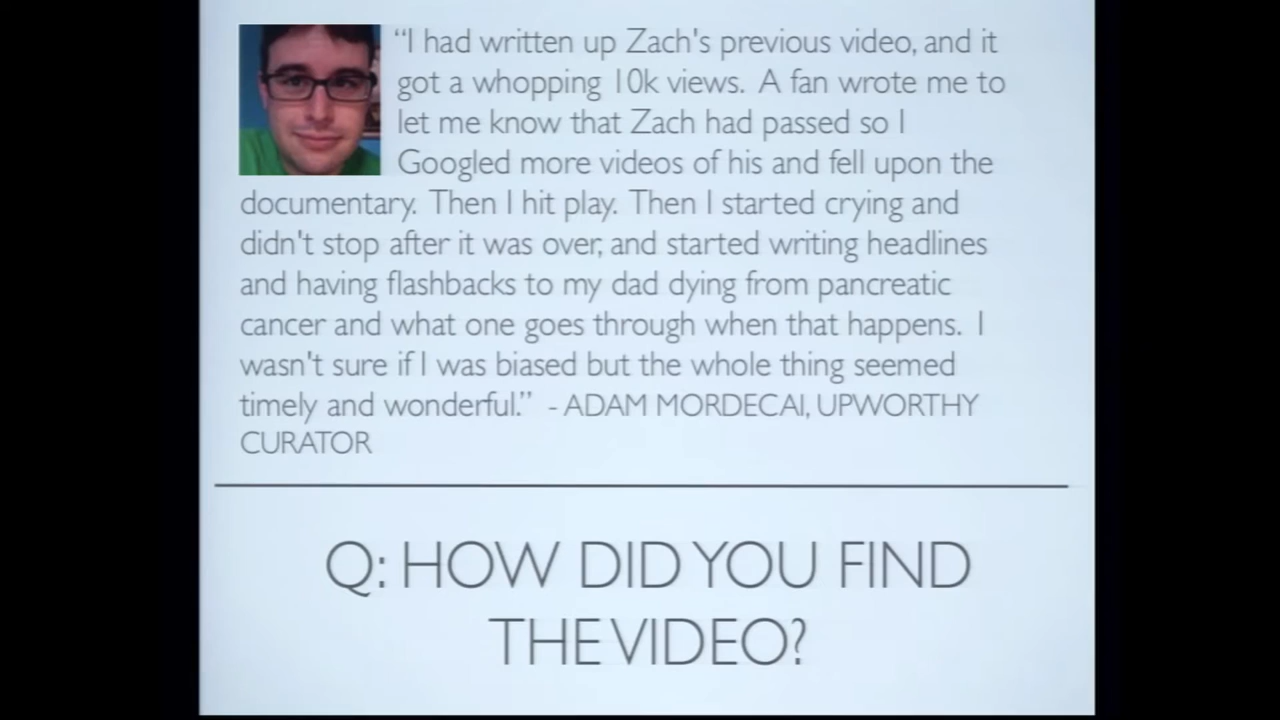 “I had written up Zach's previous video, and it
got a whopping 10k views. A fan wrote me to
let me know that Zach had passed so I
Googled more videos of his and fell upon the
documentary. Then I hit play. Then I started crying and
didn't stop after it was over, and started writing headlines
and having flashbacks to my dad dying from pancreatic
cancer and what one goes through when that happens. I
wasn't sure if I was biased but the whole thing seemed
timely and wonderful.” - ADAM MORDECAI, UPWORTHY
CURATOR
Q: HOW DID YOU FIND
THE VIDEO?